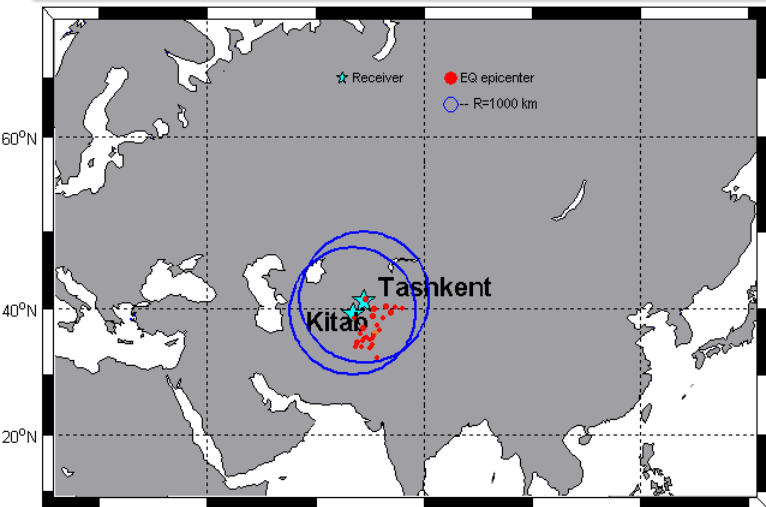 Receiver
EQ epicenter
-- R=1000 km
60°N
Tashkent
40°N
Kitab
20°N